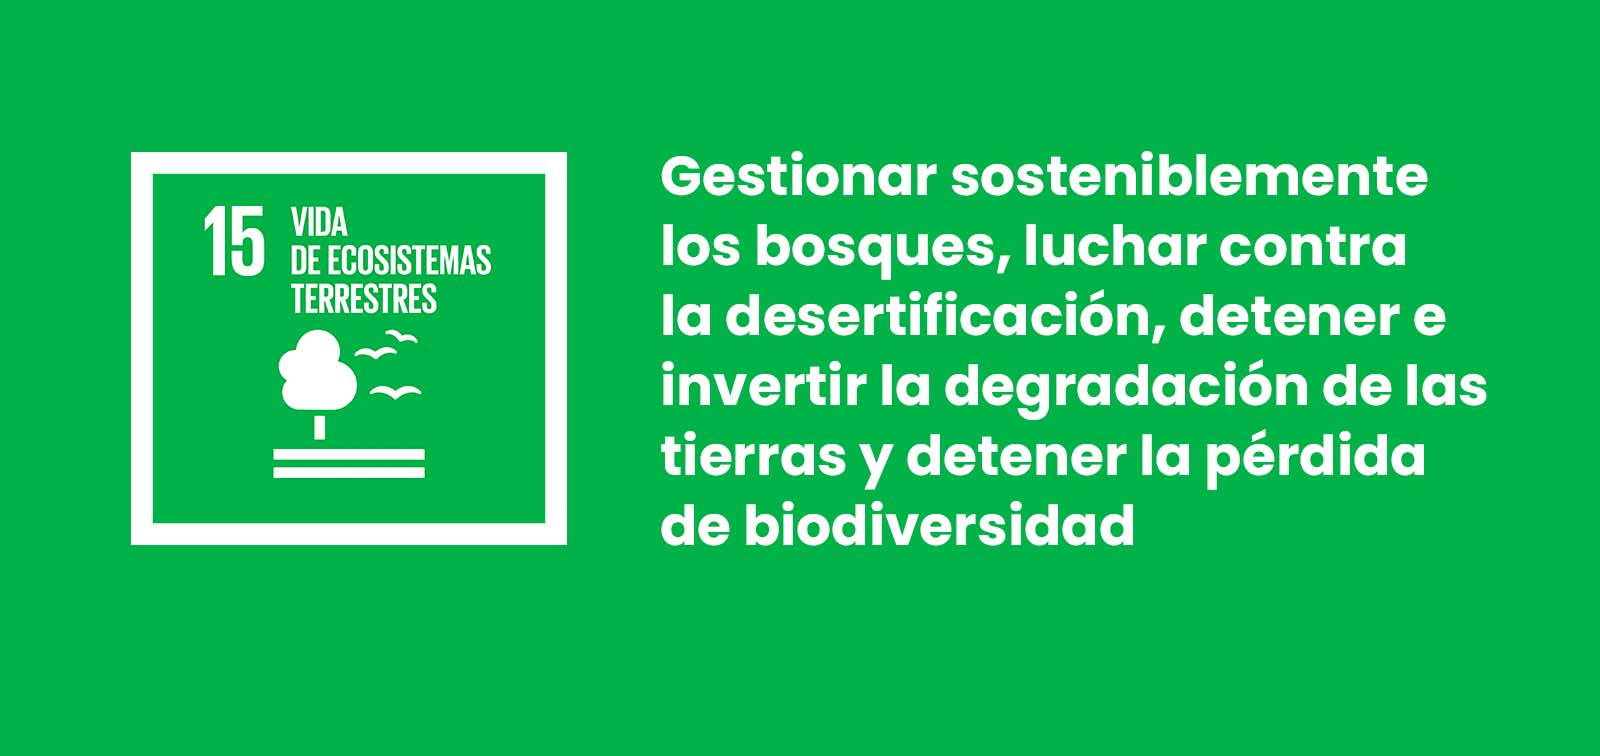 15
VIDA
DE ECOSISTEMAS
TERRESTRES
Gestionar sosteniblemente
los bosques, luchar contra
la desertificación, detener e
invertir la degradación de las
tierras y detener la pérdida
de biodiversidad